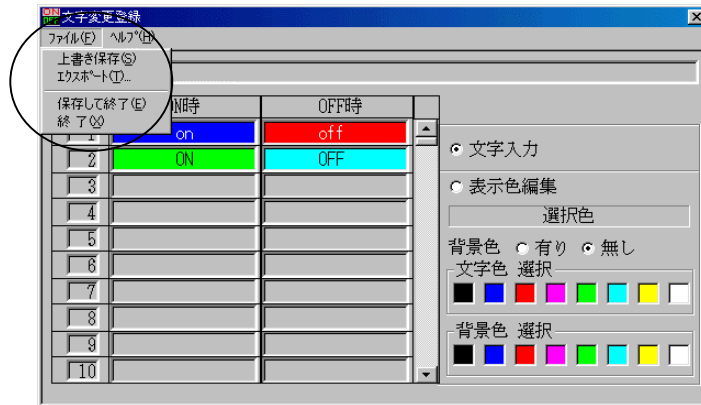 ON
OFF 文字変更登録
ファイル(F) ヘルプ(H)
上書き保存(S)
エクスポート(T)...
保存して終了(E)
終 了(X)
ON時 OFF時
1 on off
2 ON OFF
3
4
5
6
7
8
9
10
文字入力
表示色編集
選択色
背景色 有り 無し
文字色 選択
背景色 選択